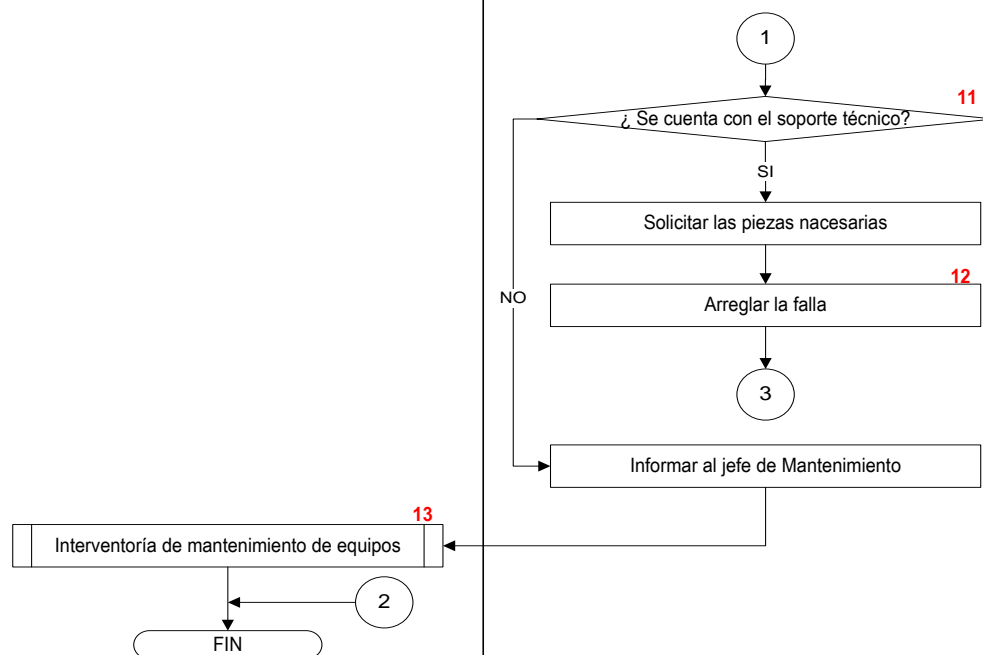 1
11
¿ Se cuenta con el soporte técnico?
SI
Solicitar las piezas nacesarias
12
NO
Arreglar la falla
3
Informar al jefe de Mantenimiento
13
Interventoría de mantenimiento de equipos
2
FIN